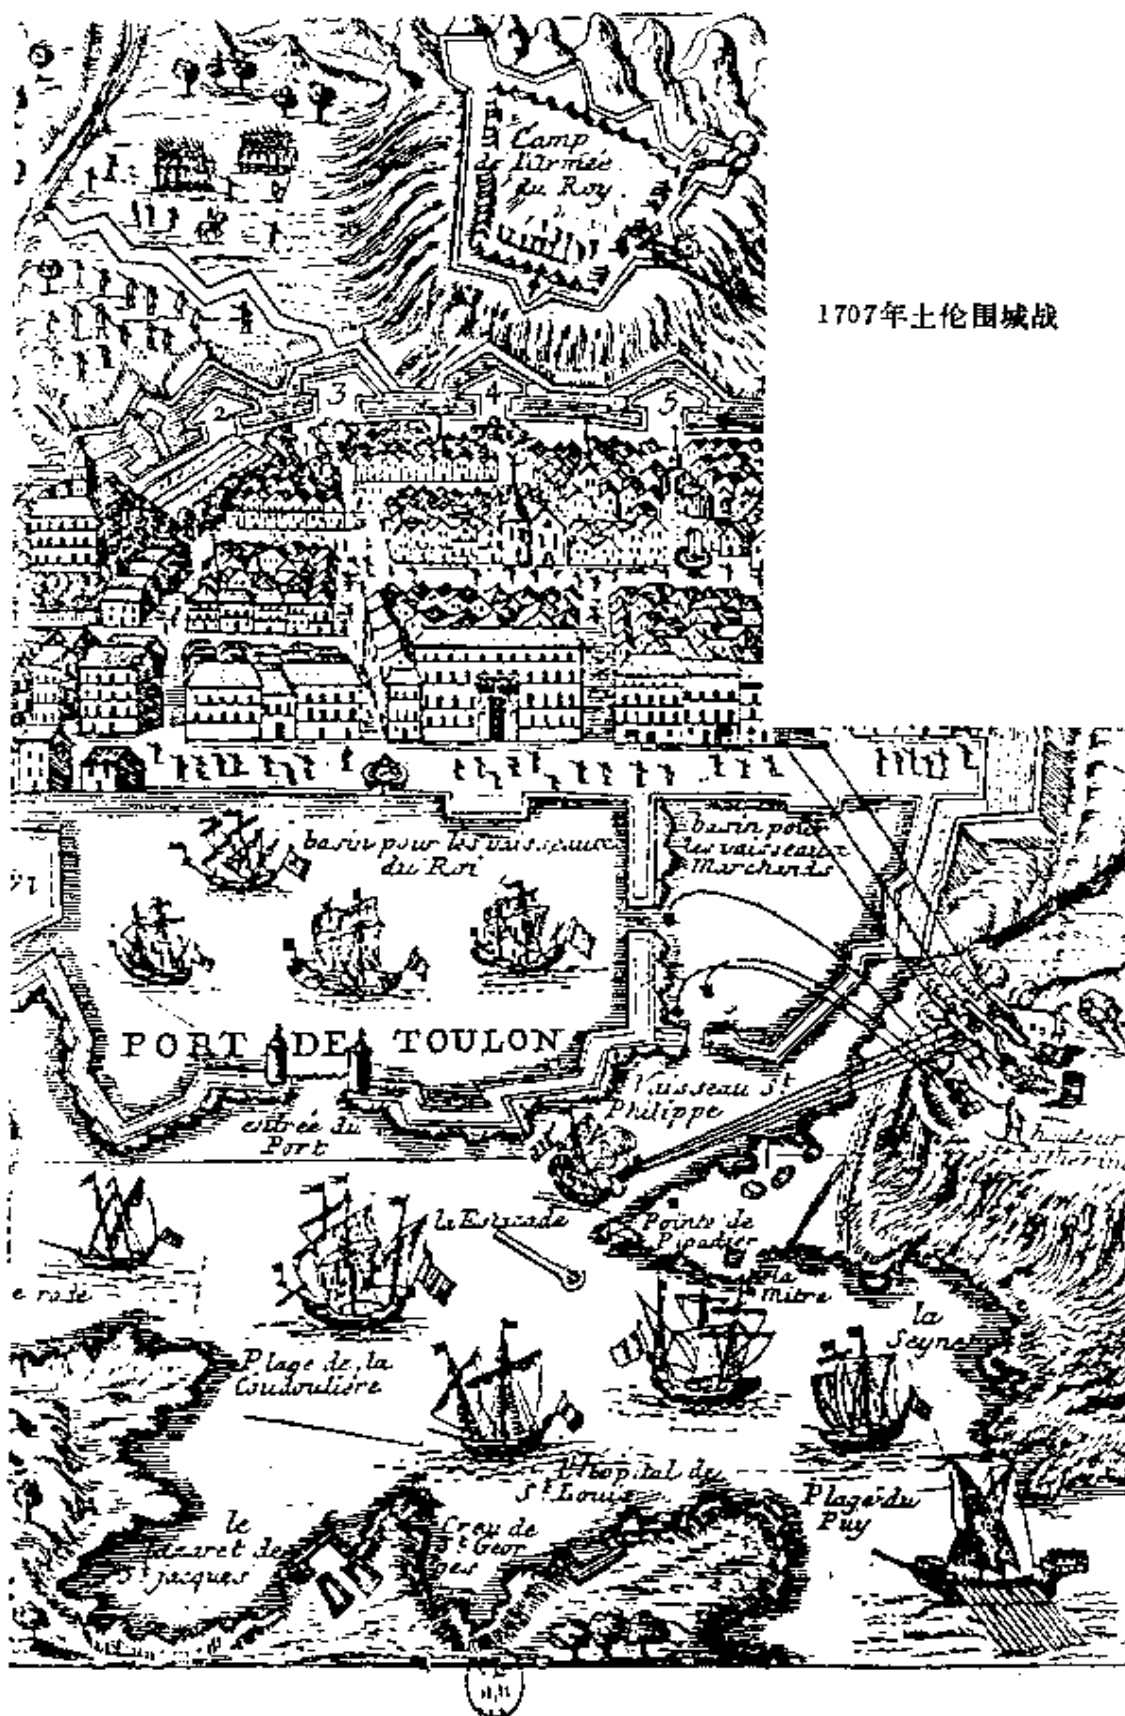 Camp
de l'Armée
du Roy
1707年土伦围城战
2
3
4
5
basin pour les vaisseaux
du Roi
basin pour
les vaisseaux
Marchands
PORT DE TOULON
Vaisseau St
Philippe
entrée du
Port
hauteur
la Estacade
Pointe de
Pipadier
la
Mitre
e rade
la
Seyne
Plage de la
Coudoulière
l'hopital de
St Louis
Plage du
Puy
le
Lazaret de
St jacques
Creu de
St Geor
ges